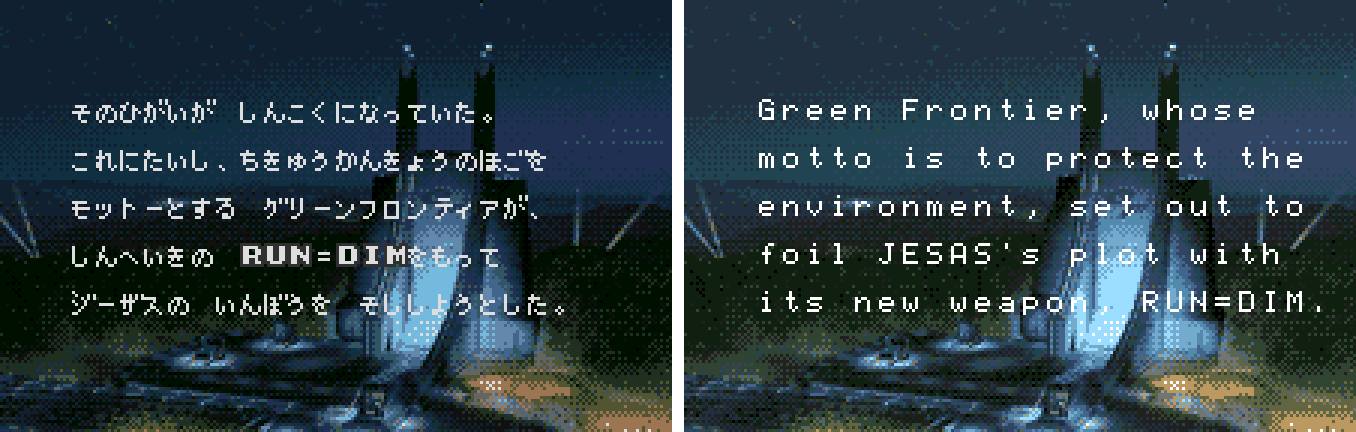 そのひがいが しんこくになっていた。
これにたいし、ちきゅうかんきょうのほごを
モットーとする グリーンフロンティアが、
しんへいきの RUN=DIMをもって
ジーザスの いんぼうを そししようとした。
Green Frontier, whose
motto is to protect the
environment, set out to
foil JESAS's plot with
its new weapon, RUN=DIM.